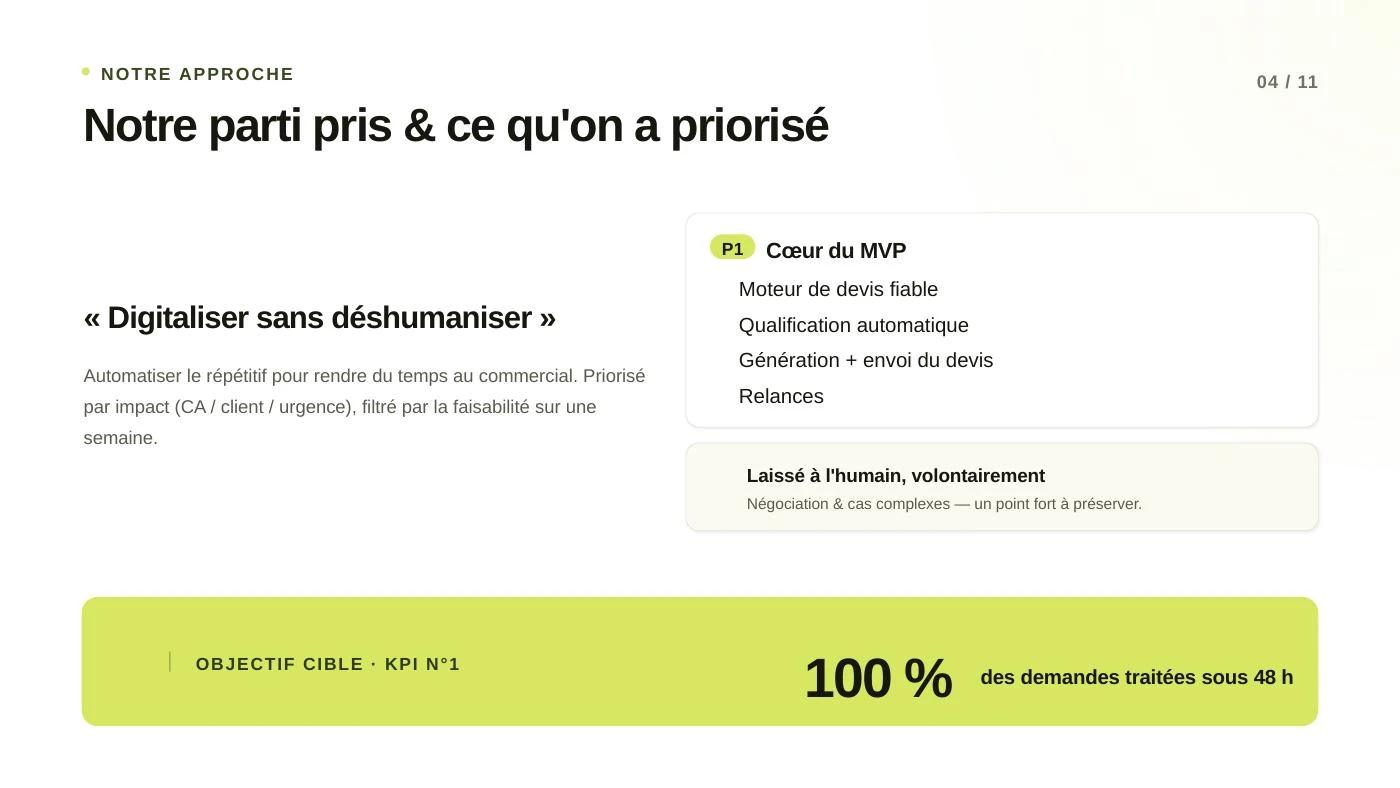 NOTRE APPROCHE
04 / 11
Notre parti pris & ce qu'on a priorisé
« Digitaliser sans déshumaniser »
Automatiser le répétitif pour rendre du temps au commercial. Priorisé
par impact (CA / client / urgence), filtré par la faisabilité sur une
semaine.
P1 Cœur du MVP
Moteur de devis fiable
Qualification automatique
Génération + envoi du devis
Relances
Laissé à l'humain, volontairement
Négociation & cas complexes — un point fort à préserver.
OBJECTIF CIBLE · KPI N°1
100 % des demandes traitées sous 48 h